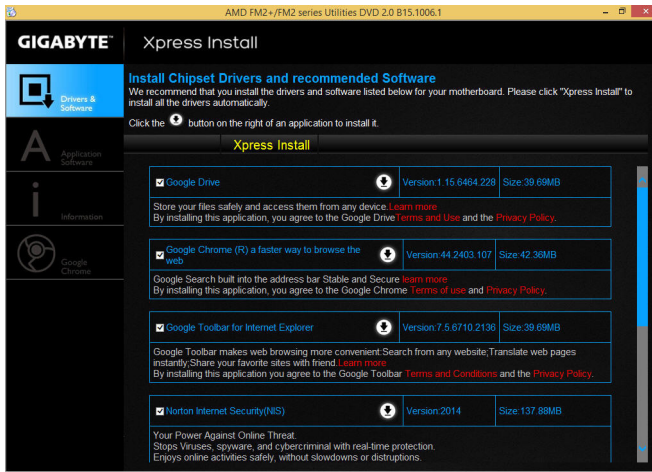 AMD FM2+/FM2 series Utilities DVD 2.0 B15.1006.1
GIGABYTE™
Xpress Install
Drivers &
Software
Application
Software
information
Google
Chrome
Install Chipset Drivers and recommended Software
We recommend that you install the drivers and software listed below for your motherboard. Please click "Xpress Install" to
install all the drivers automatically.
Click the button on the right of an application to install it.
Xpress Install
Google Drive Version:1.15.6464.228 Size:39.69MB
Store your files safely and access them from any device.Learn more
By installing this application, you agree to the Google DriveTerms and Use and the Privacy Policy.
Google Chrome (R) a faster way to browse the
web Version:44.2403.107 Size:42.36MB
Google Search built into the address bar Stable and Secure learn more
By installing this application, you agree to the Google Chrome Terms of use and Privacy Policy.
Google Toolbar for Internet Explorer Version:7.5.6710.2136 Size:39.69MB
Google Toolbar makes web browsing more convenient:Search from any website;Translate web pages
instantly;Share your favorite sites with friend.Learn more
By installing this application you agree to the Google Toolbar Terms and Conditions and the Privacy Policy.
Norton Internet Security(NIS) Version:2014 Size:137.88MB
Your Power Against Online Threat.
Stops Viruses, spyware, and cybercriminal with real-time protection.
Enjoys online activities safely, without slowdowns or distruptions.